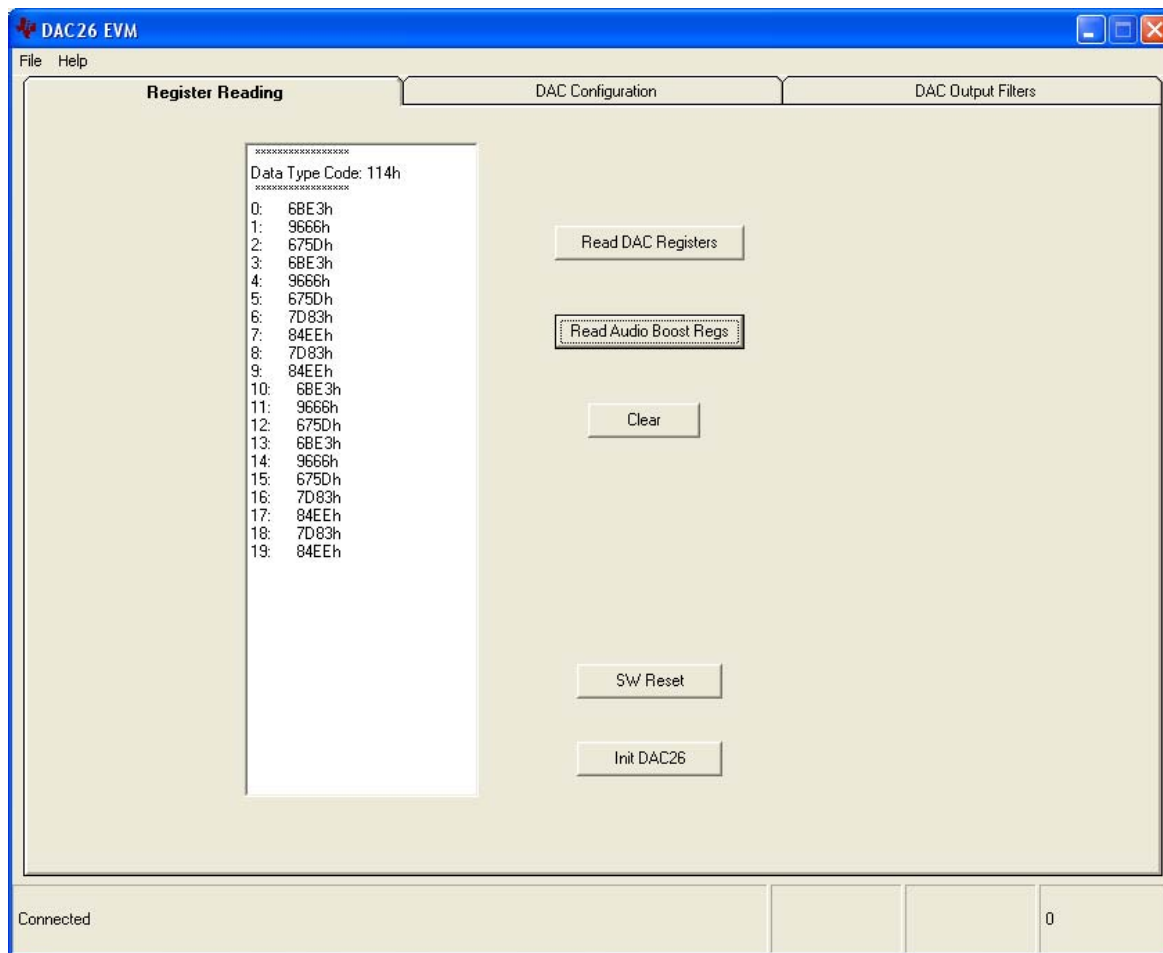 DAC26 EVM
File Help
Register Reading DAC Configuration DAC Output Filters
*****************
Data Type Code: 114h
*****************
0: 6BE3h
1: 9666h
2: 675Dh
3: 6BE3h
4: 9666h
5: 675Dh
6: 7D83h
7: 84EEh
8: 7D83h
9: 84EEh
10: 6BE3h
11: 9666h
12: 675Dh
13: 6BE3h
14: 9666h
15: 675Dh
16: 7D83h
17: 84EEh
18: 7D83h
19: 84EEh
Read DAC Registers
Read Audio Boost Regs
Clear
SW Reset
Init DAC26
Connected 0